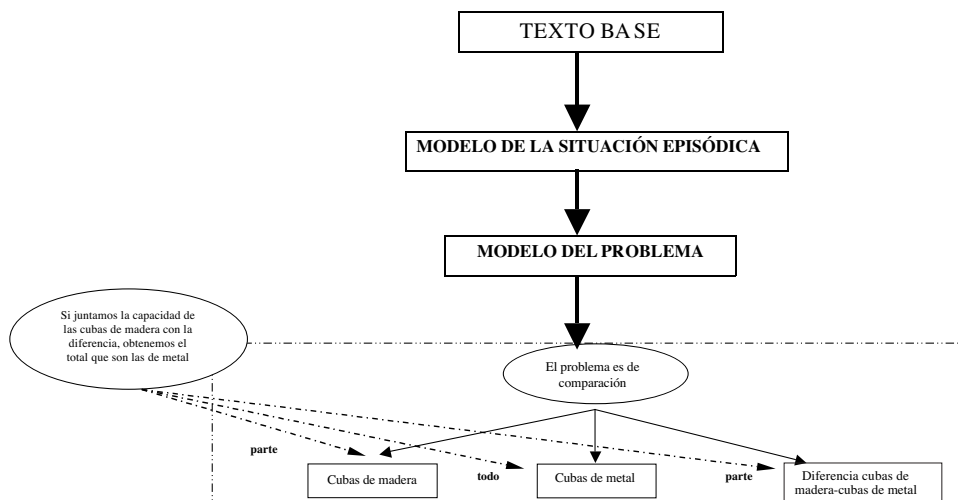 TEXTO BASE
MODELO DE LA SITUACIÓN EPISÓDICA
MODELO DEL PROBLEMA
Si juntamos la capacidad de
las cubas de madera con la
diferencia, obtenemos el
total que son las de metal
El problema es de
comparación
parte
todo
parte
Cubas de madera
Cubas de metal
Diferencia cubas de
madera-cubas de metal